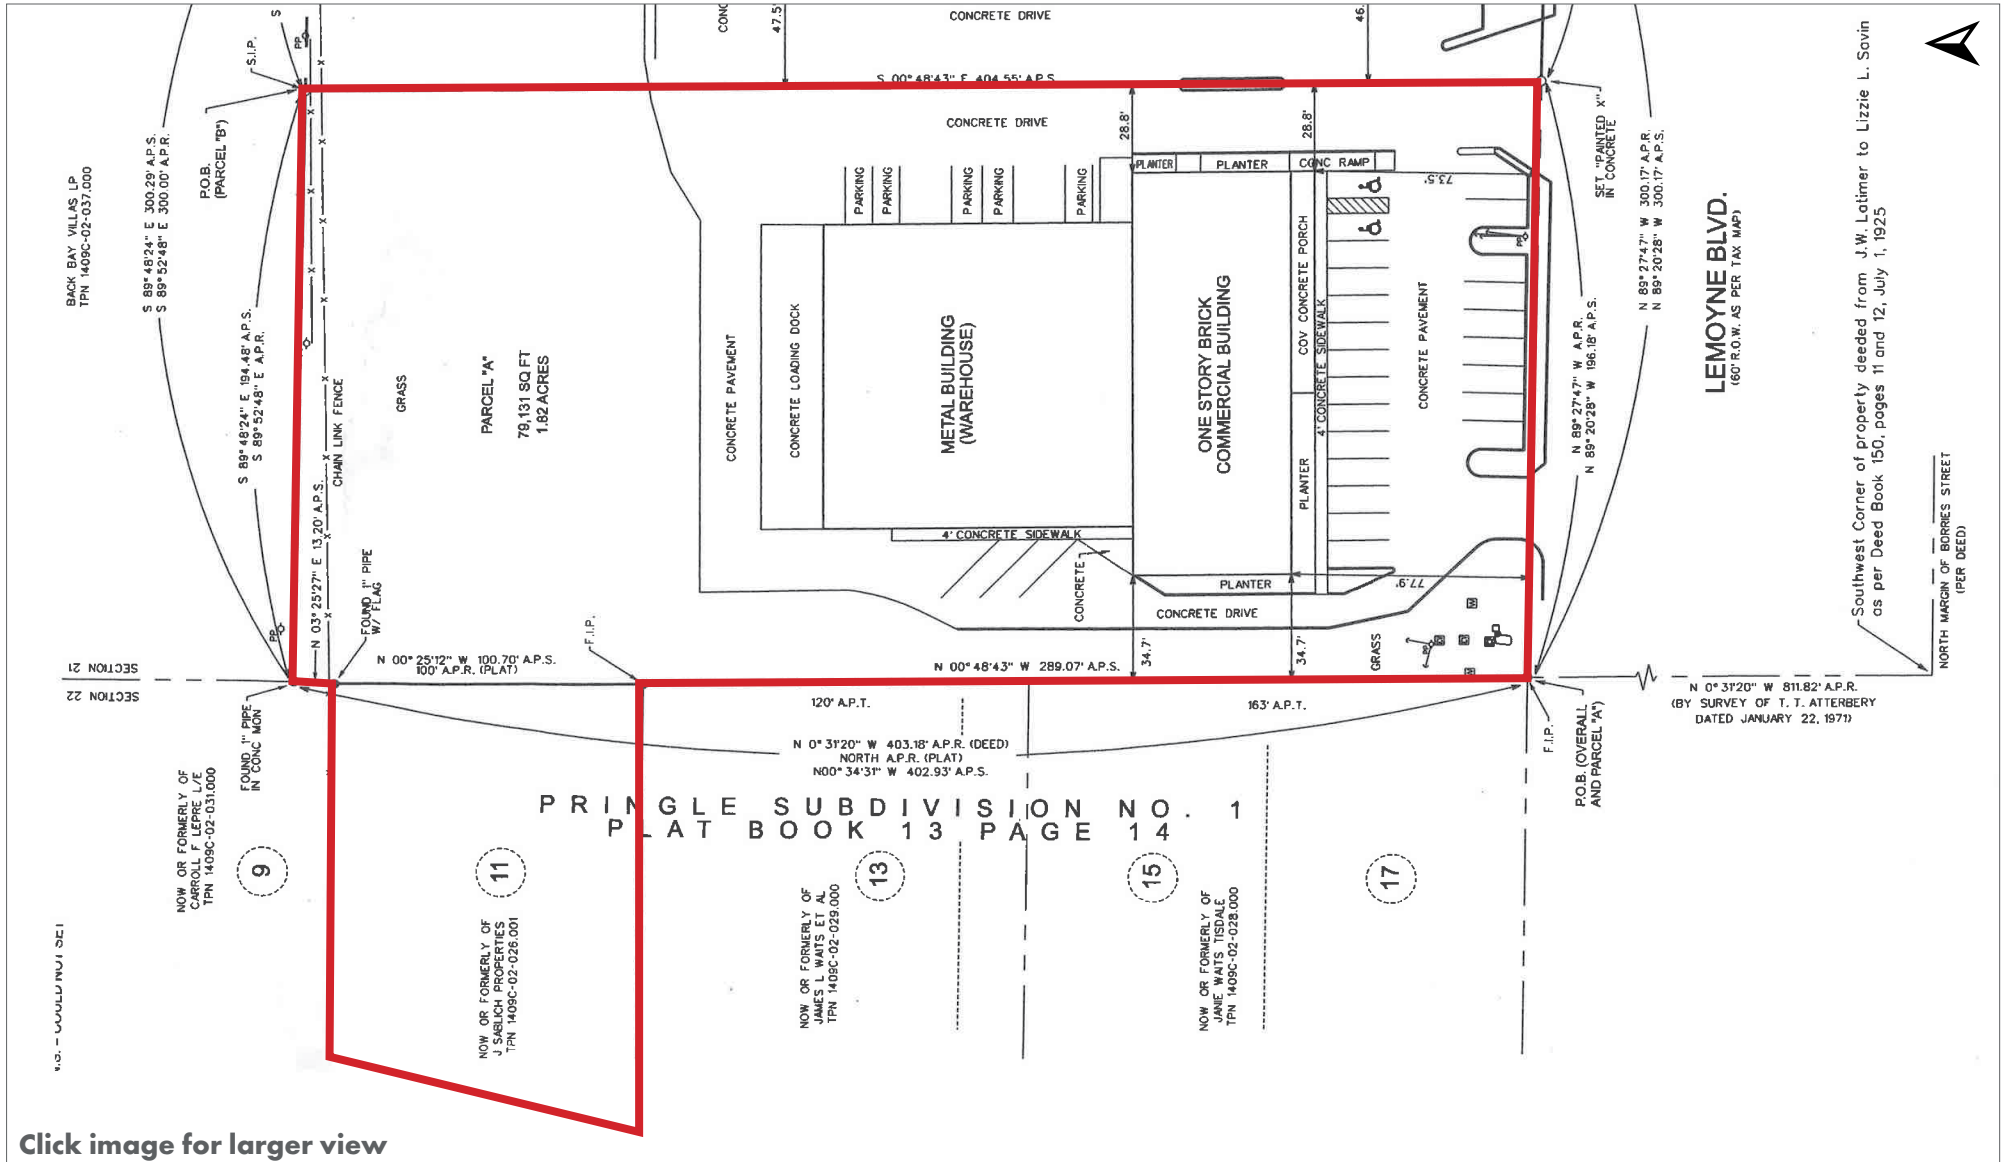 CONCRETE DRIVE
47.5'
46.
S
S.I.P.
PP
P.O.B.
(PARCEL "B")
S 00° 48'43" E 404.55' A.P.S.
BACK BAY VILLAS LP
TPN 1409C-02-037.000
S 89° 48'24" E 300.29' A.P.S.
S 89° 52'48" E 300.00' A.P.R.
S 89° 48'24" E 194.48' A.P.S.
S 89° 52'48" E A.P.R.
N 03° 25'27" E 13.20' A.P.S.
CHAIN LINK FENCE
GRASS
PARCEL "A"
79,131 SQ FT
1.82 ACRES
CONCRETE DRIVE
28.8'
28.8'
PARKING
PARKING
PARKING
PARKING
PARKING
PLANTER
PLANTER
CONC RAMP
73.5'
CONCRETE PAVEMENT
CONCRETE LOADING DOCK
METAL BUILDING
(WAREHOUSE)
ONE STORY BRICK
COMMERCIAL BUILDING
COV CONCRETE PORCH
4' CONCRETE SIDEWALK
PLANTER
CONCRETE PAVEMENT
PP
SET "PAINTED X"
IN CONCRETE
N 89° 27'47" W 300.17' A.P.R.
N 89° 20'28" W 300.17' A.P.S.
N 89° 27'47" W A.P.R.
N 89° 20'28" W 196.18' A.P.S.
LEMOYNE BLVD.
(60' R.O.W. AS PER TAX MAP)
Southwest Corner of property deeded from J.W. Latimer to Lizzie L. Savin
as per Deed Book 150, pages 11 and 12, July 1, 1925
NORTH MARGIN OF BORRIES STREET
(PER DEED)
4' CONCRETE SIDEWALK
CONCRETE
PLANTER
77.9'
CONCRETE DRIVE
34.7'
34.7'
GRASS
PP
PP
FOUND 1" PIPE
W/ FLAG
F.I.P.
N 00° 25'12" W 100.70' A.P.S.
100' A.P.R. (PLAT)
N 00° 48'43" W 289.07' A.P.S.
SECTION 21
SECTION 22
FOUND 1" PIPE
IN CONC MON
120' A.P.T.
163' A.P.T.
N 0° 31'20" W 403.18' A.P.R. (DEED)
NORTH A.P.R. (PLAT)
N00° 34'31" W 402.93' A.P.S.
F.I.P.
P.O.B. (OVERALL
AND PARCEL "A")
N 0° 31'20" W 811.82' A.P.R.
(BY SURVEY OF T. T. ATTERBERY
DATED JANUARY 22, 1971)
PRINGLE SUBDIVISION NO. 1
PLAT BOOK 13 PAGE 14
NOW OR FORMERLY OF
CARROLL F LEPRE L/E
TPN 1409C-02-031.000
9
11
13
15
17
NOW OR FORMERLY OF
J SABLICH PROPERTIES
TPN 1409C-02-026.001
NOW OR FORMERLY OF
JAMES L WAITS ET AL
TPN 1409C-02-029.000
NOW OR FORMERLY OF
JANIE WAITS TISDALE
TPN 1409C-02-028.000
Click image for larger view